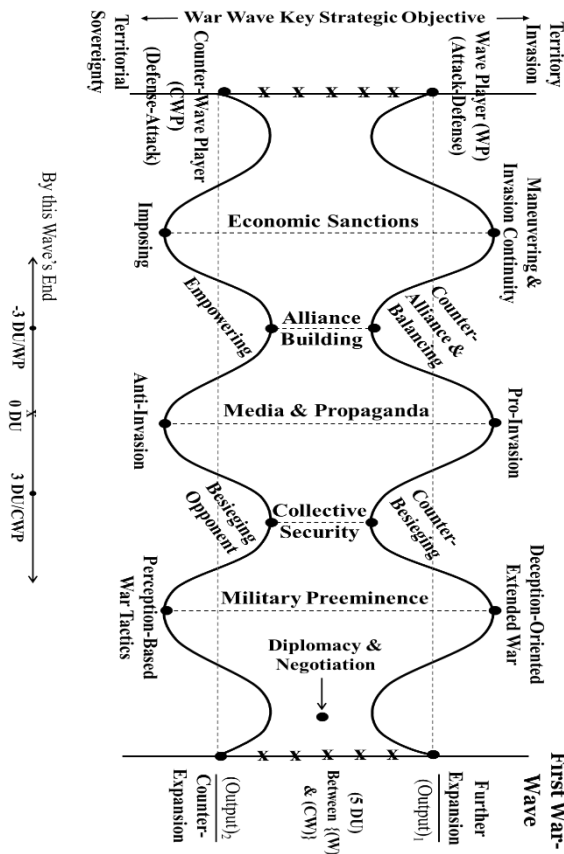 War Wave Key Strategic Objective
Territorial
Sovereignty
Territory
Invasion
Counter-Wave Player
(CWP)
(Defense-Attack)
Wave Player (WP)
(Attack-Defense)
x x x x x
Imposing
Economic Sanctions
Maneuvering &
Invasion Continuity
Empowering
Alliance
Building
Counter-
Alliance &
Balancing
Anti-Invasion
Media & Propaganda
Pro-Invasion
Besieging
Opponent
Collective
Security
Counter-
Besieging
Perception-Based
War Tactics
Military Preeminence
Deception-Oriented
Extended War
Diplomacy &
Negotiation
x x x x x
By this Wave's End
-3 DU/WP
x
0 DU
3 DU/CWP
(Output)2
Counter-
Expansion
(5 DU)
Between {(W)
& (CW)}
(Output)1
Further
Expansion
First War-
Wave